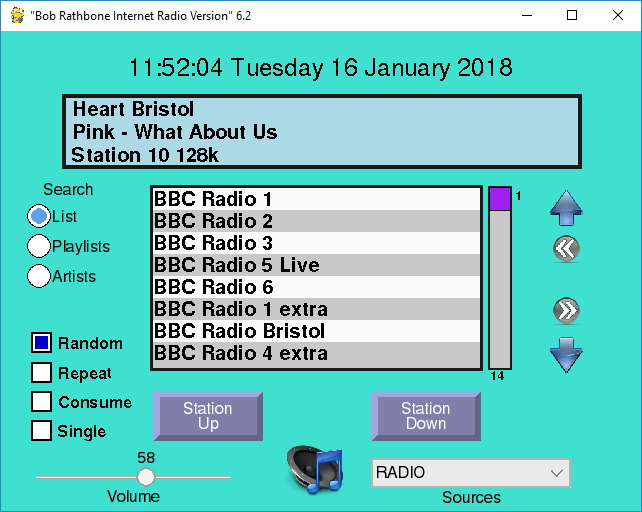 "Bob Rathbone Internet Radio Version" 6.2
11:52:04 Tuesday 16 January 2018
Heart Bristol
Pink - What About Us
Station 10 128k
Search
List
Playlists
Artists
BBC Radio 1
BBC Radio 2
BBC Radio 3
BBC Radio 5 Live
BBC Radio 6
BBC Radio 1 extra
BBC Radio Bristol
BBC Radio 4 extra
1
14
Random
Repeat
Consume
Single
Station
Up
Station
Down
58
Volume
RADIO
Sources